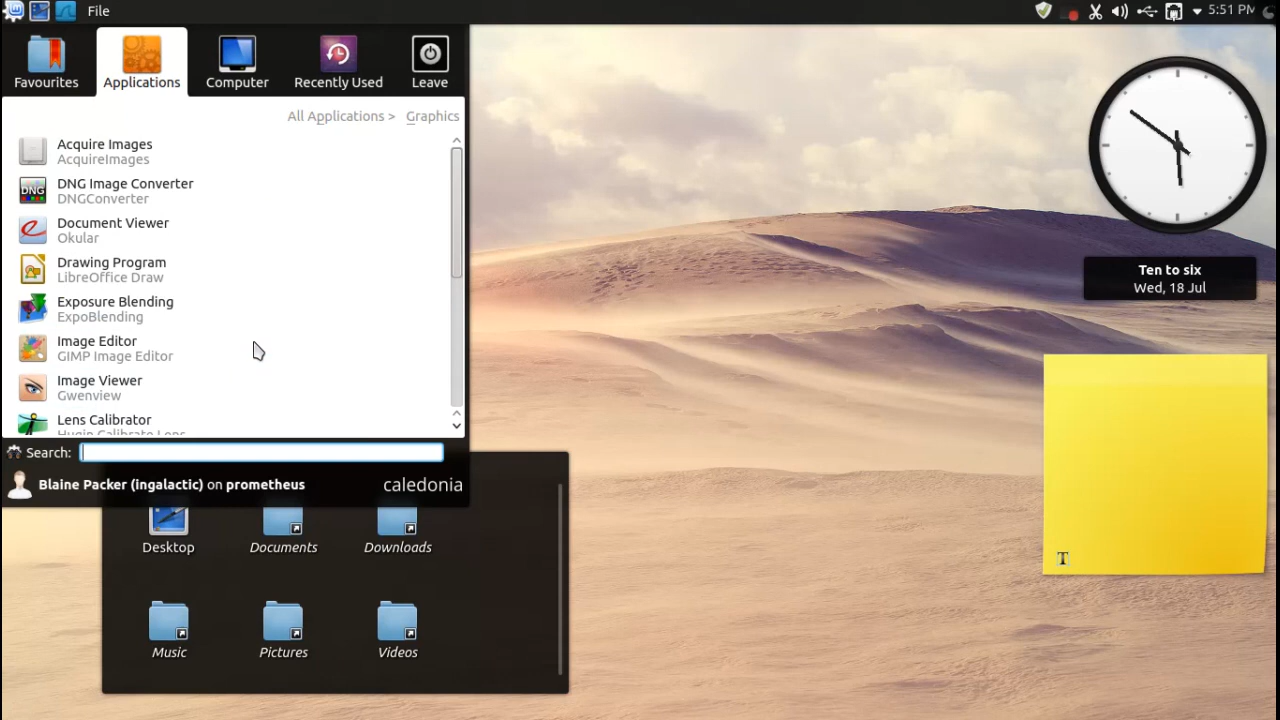 File
5:51 PM
Favourites
Applications
Computer
Recently Used
Leave
All Applications > Graphics
Acquire Images
AcquireImages
DNG
DNG Image Converter
DNGConverter
Document Viewer
Okular
Drawing Program
LibreOffice Draw
Exposure Blending
ExpoBlending
Image Editor
GIMP Image Editor
Image Viewer
Gwenview
Lens Calibrator
Hugin Calibrate Lens
Search:
Blaine Packer (ingalactic) on prometheus
caledonia
Desktop
Documents
Downloads
Music
Pictures
Videos
Ten to six
Wed, 18 Jul
T